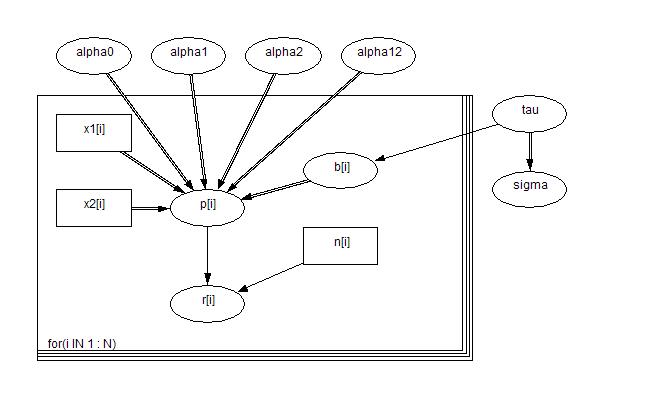 alpha0
alpha1
alpha2
alpha12
x1[i]
tau
b[i]
sigma
x2[i]
p[i]
n[i]
r[i]
for(i IN 1 : N)